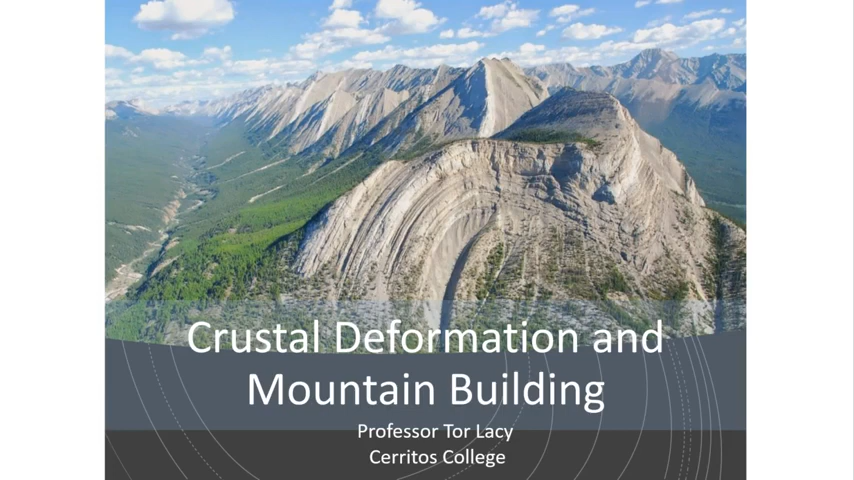 Crustal Deformation and
Mountain Building
Professor Tor Lacy
Cerritos College